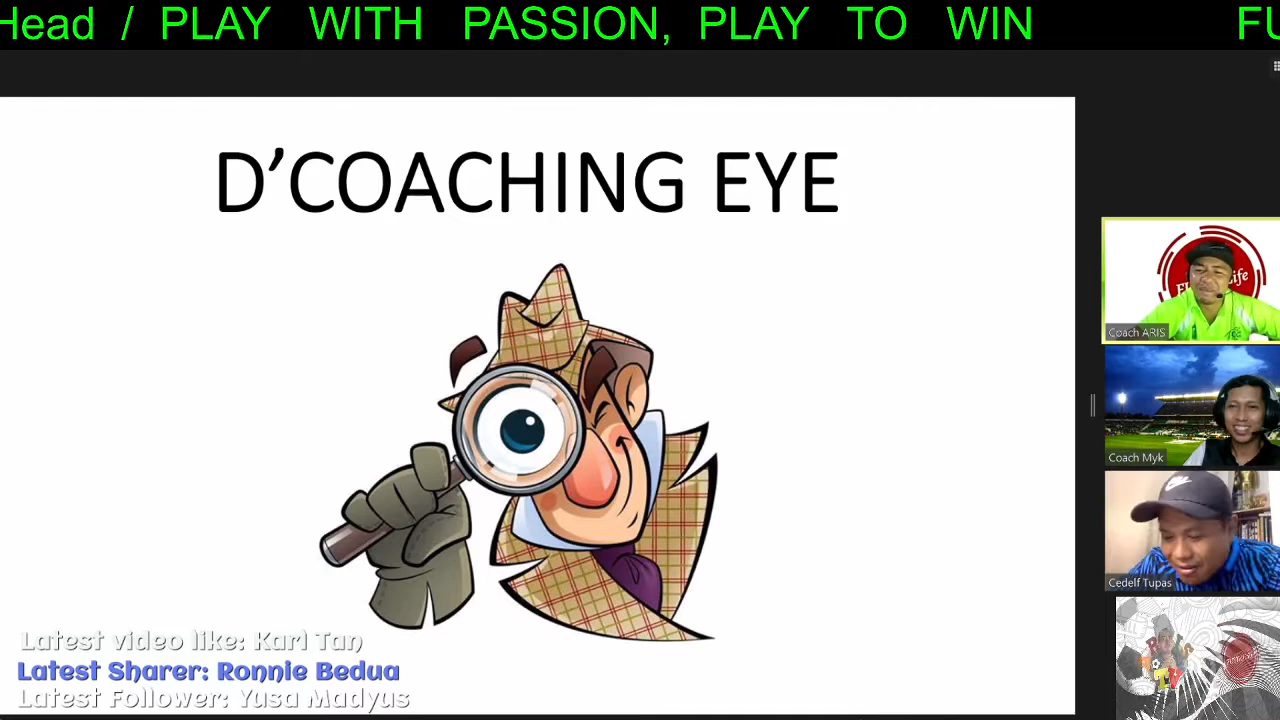 Head / PLAY WITH PASSION, PLAY TO WIN FU
D’COACHING EYE
Coach ARIS
Coach Myk
Cedelf Tupas
Latest video like: Karl Tan
Latest Sharer: Ronnie Bedua
Latest Follower: Yusa Madyus